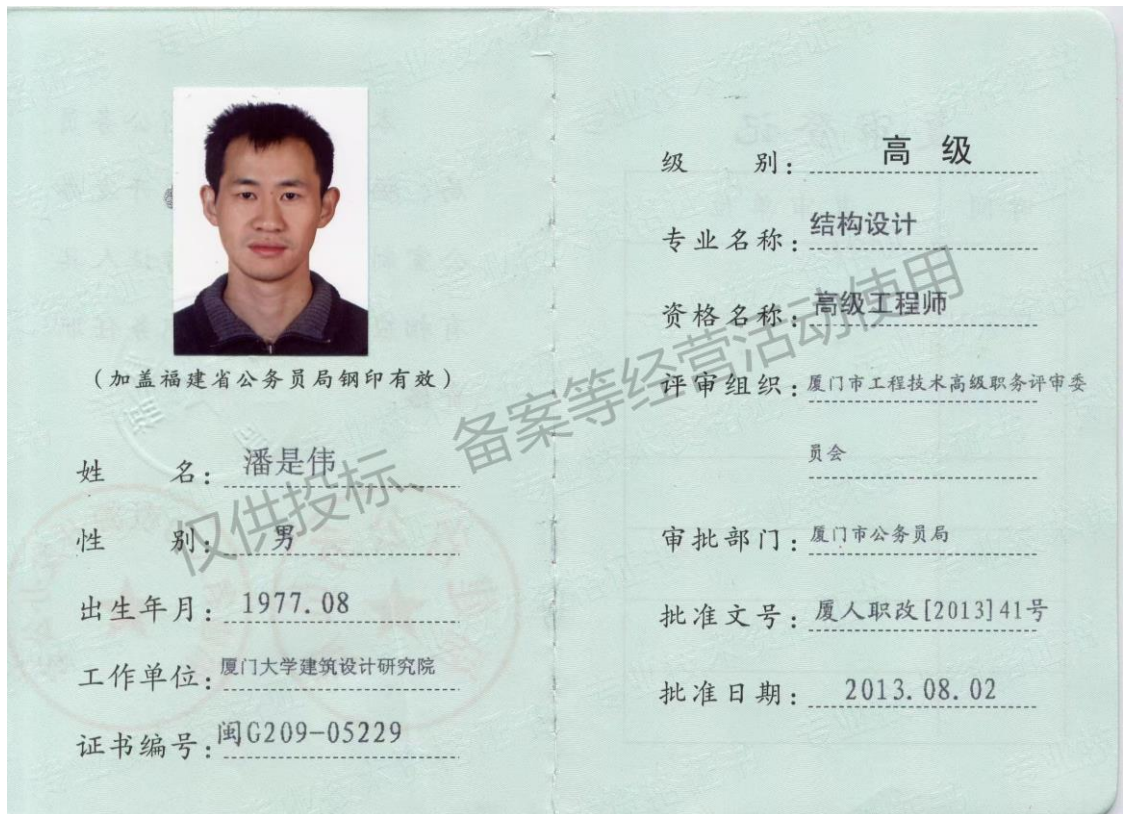 (加盖福建省公务员局钢印有效)
姓 名: 潘是伟
性 别: 男
出生年月: 1977.08
工作单位: 厦门大学建筑设计研究院
证书编号: 闽G209-05229
级 别: 高 级
专业名称: 结构设计
资格名称: 高级工程师
评审组织: 厦门市工程技术高级职务评审委
员会
审批部门: 厦门市公务员局
批准文号: 厦人职改[2013]41号
批准日期: 2013.08.02
仅供投标、备案等经营活动使用